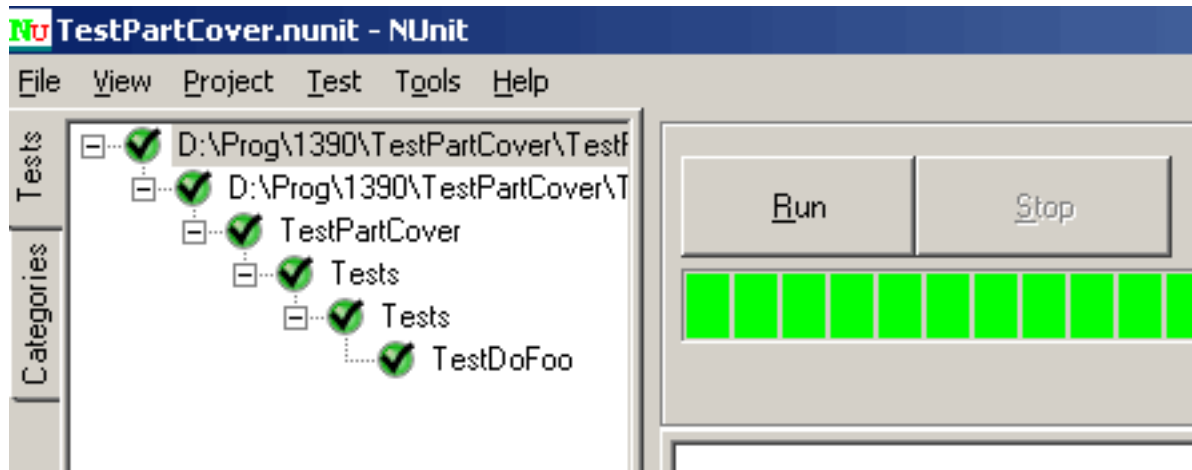 NU TestPartCover.nunit - NUnit
File View Project Test Tools Help
Tests
Categories
D:\Prog\1390\TestPartCover\Test
D:\Prog\1390\TestPartCover\T
TestPartCover
Tests
Tests
TestDoFoo
Run Stop